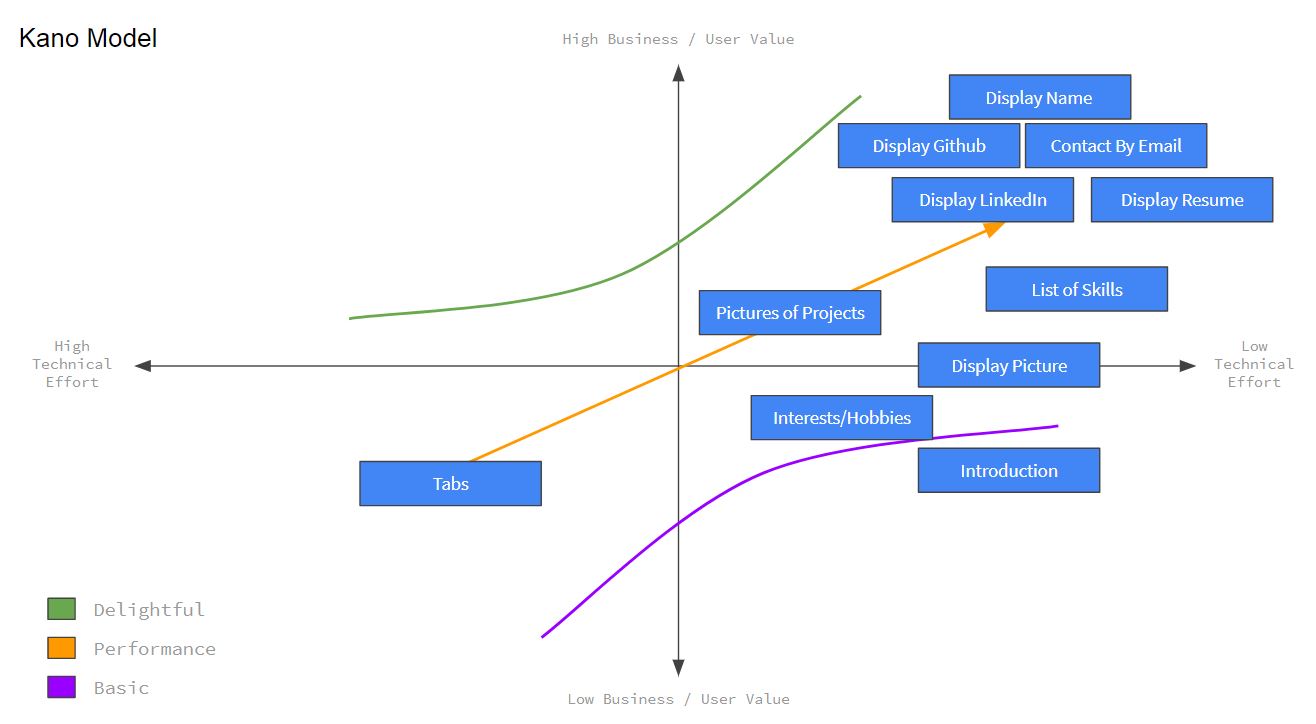 Kano Model
High Business / User Value
Display Name
Display Github
Contact By Email
Display LinkedIn
Display Resume
List of Skills
Pictures of Projects
High
Technical
Effort
Display Picture
Low
Technical
Effort
Interests/Hobbies
Introduction
Tabs
Delightful
Performance
Basic
Low Business / User Value